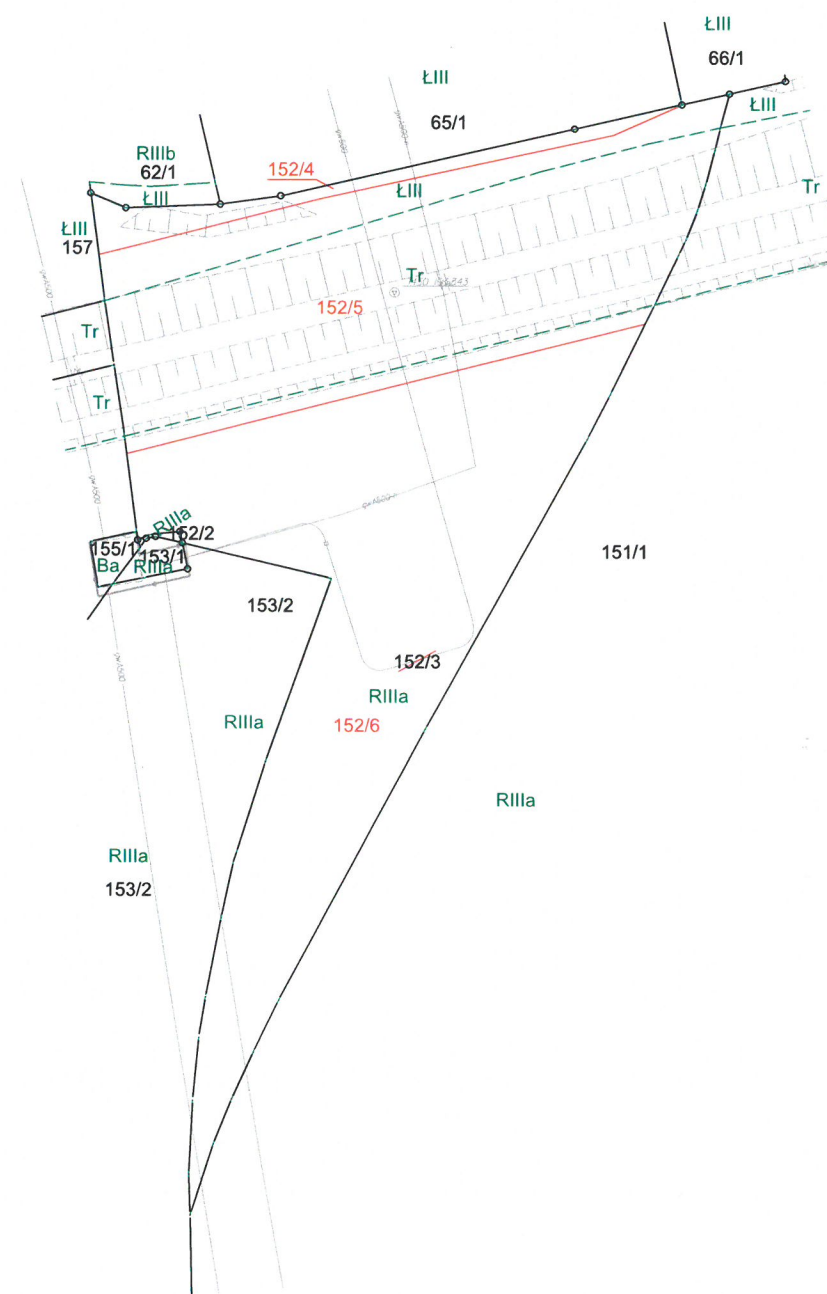 ŁIII
66/1
ŁIII
65/1
ŁIII
RIIIb
62/1
152/4
ŁIII
ŁIII
Tr
ŁIII
157
Tr
152/5
Tr
Tr
RIIIa
152/2
155/1
153/1
Ba
RIIIa
151/1
153/2
152/3
RIIIa
RIIIa
152/6
RIIIa
RIIIa
153/2